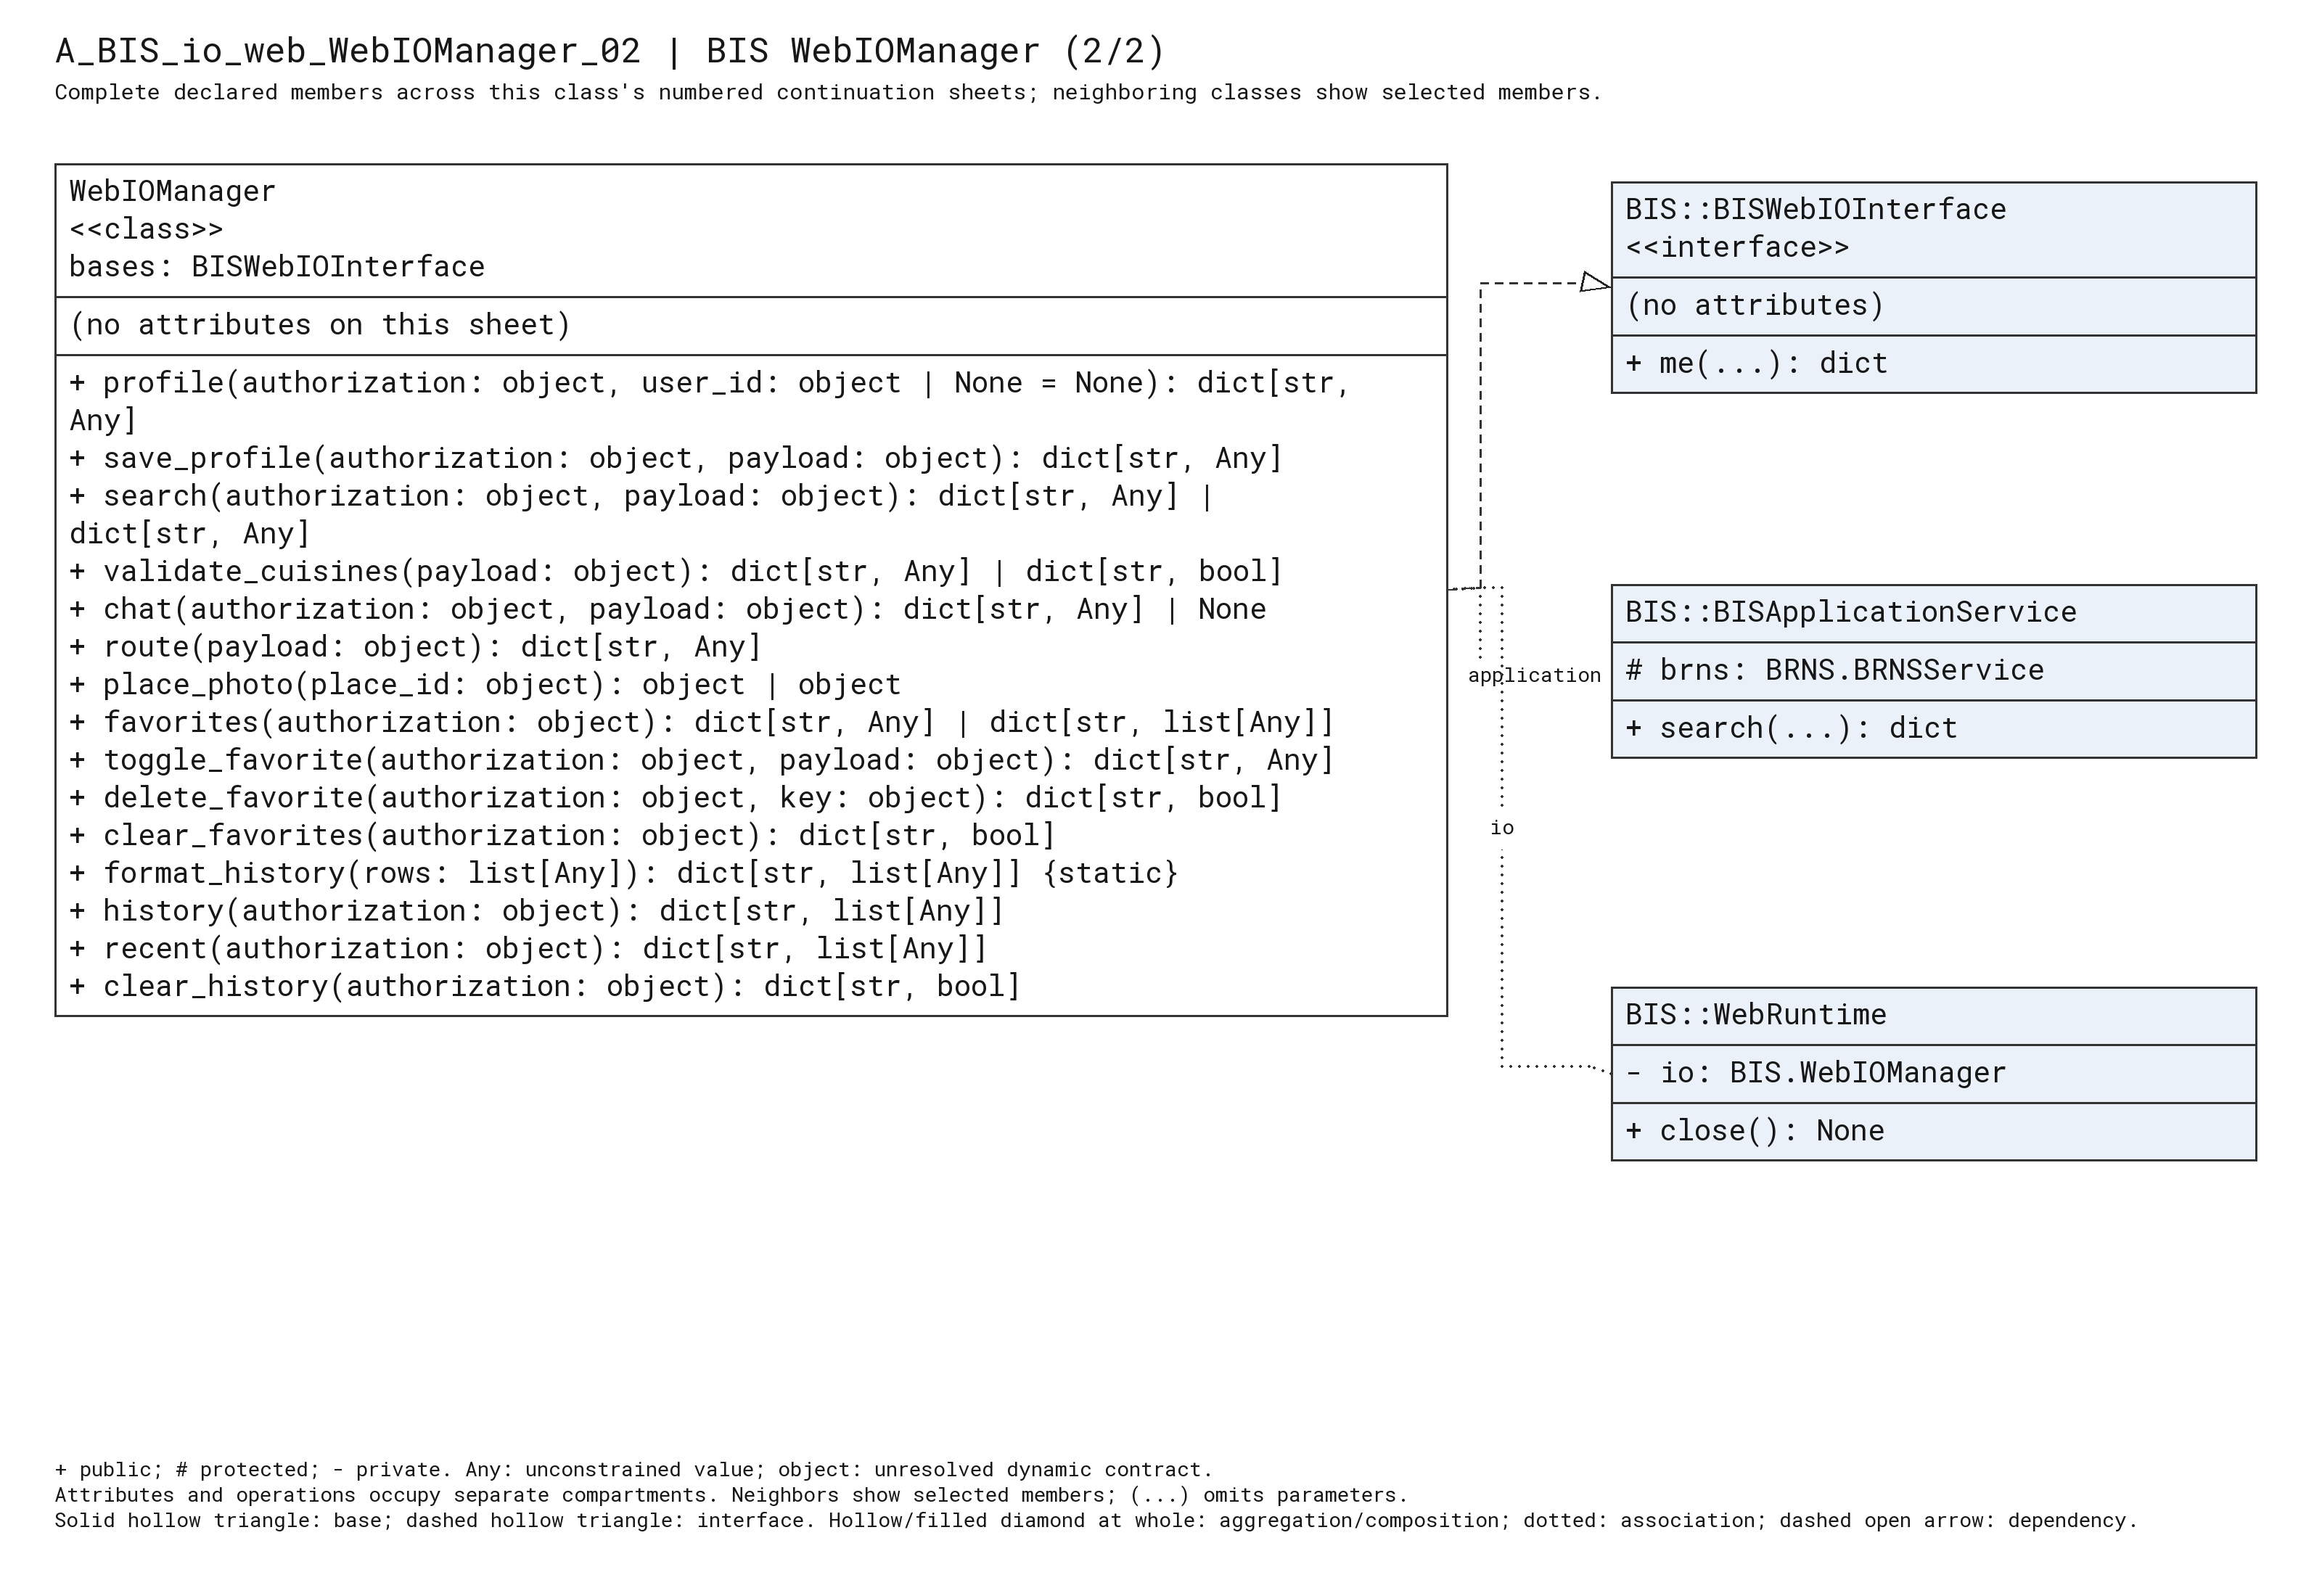 A_BIS_io_web_WebIOManager_02 | BIS WebIOManager (2/2)
Complete declared members across this class's numbered continuation sheets; neighboring classes show selected members.
WebIOManager
<<class>>
bases: BISWebIOInterface
(no attributes on this sheet)
+ profile(authorization: object, user_id: object | None = None): dict[str,
Any]
+ save_profile(authorization: object, payload: object): dict[str, Any]
+ search(authorization: object, payload: object): dict[str, Any] |
dict[str, Any]
+ validate_cuisines(payload: object): dict[str, Any] | dict[str, bool]
+ chat(authorization: object, payload: object): dict[str, Any] | None
+ route(payload: object): dict[str, Any]
+ place_photo(place_id: object): object | object
+ favorites(authorization: object): dict[str, Any] | dict[str, list[Any]]
+ toggle_favorite(authorization: object, payload: object): dict[str, Any]
+ delete_favorite(authorization: object, key: object): dict[str, bool]
+ clear_favorites(authorization: object): dict[str, bool]
+ format_history(rows: list[Any]): dict[str, list[Any]] {static}
+ history(authorization: object): dict[str, list[Any]]
+ recent(authorization: object): dict[str, list[Any]]
+ clear_history(authorization: object): dict[str, bool]
application
io
BIS::BISWebIOInterface
<<interface>>
(no attributes)
+ me(...): dict
BIS::BISApplicationService
# brns: BRNS.BRNSService
+ search(...): dict
BIS::WebRuntime
- io: BIS.WebIOManager
+ close(): None
+ public; # protected; - private. Any: unconstrained value; object: unresolved dynamic contract.
Attributes and operations occupy separate compartments. Neighbors show selected members; (...) omits parameters.
Solid hollow triangle: base; dashed hollow triangle: interface. Hollow/filled diamond at whole: aggregation/composition; dotted: association; dashed open arrow: dependency.